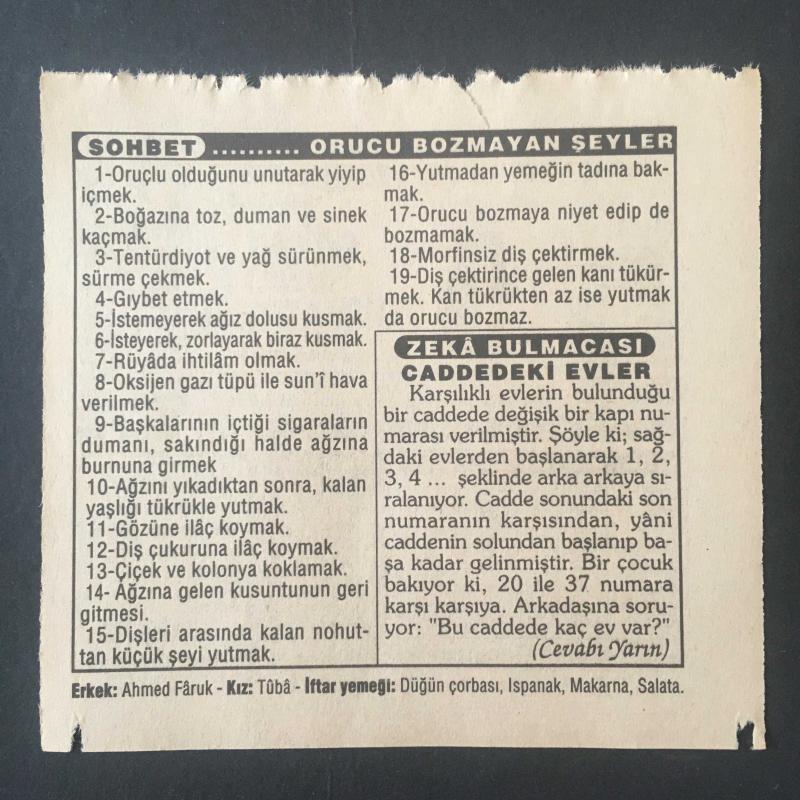 SOHBET .......... ORUCU BOZMAYAN ŞEYLER
1-Oruçlu olduğunu unutarak yiyip
içmek.
2-Boğazına toz, duman ve sinek
kaçmak.
3-Tentürdiyot ve yağ sürünmek,
sürme çekmek.
4-Gıybet etmek.
5-İstemeyerek ağız dolusu kusmak.
6-İsteyerek, zorlayarak biraz kusmak.
7-Rüyâda ihtilâm olmak.
8-Oksijen gazı tüpü ile sun'î hava
verilmek.
9-Başkalarının içtiği sigaraların
dumanı, sakındığı halde ağzına
burnuna girmek
10-Ağzını yıkadıktan sonra, kalan
yaşlığı tükrükle yutmak.
11-Gözüne ilâç koymak.
12-Diş çukuruna ilâç koymak.
13-Çiçek ve kolonya koklamak.
14- Ağzına gelen kusuntunun geri
gitmesi.
15-Dişleri arasında kalan nohut-
tan küçük şeyi yutmak.
16-Yutmadan yemeğin tadına bak-
mak.
17-Orucu bozmaya niyet edip de
bozmamak.
18-Morfinsiz diş çektirmek.
19-Diş çektirince gelen kanı tükür-
mek. Kan tükrükten az ise yutmak
da orucu bozmaz.
ZEKÂ BULMACASI
CADDEDEKİ EVLER
Karşılıklı evlerin bulunduğu
bir caddede değişik bir kapı nu-
marası verilmiştir. Şöyle ki; sağ-
daki evlerden başlanarak 1, 2,
3, 4 ... şeklinde arka arkaya sı-
ralanıyor. Cadde sonundaki son
numaranın karşısından, yâni
caddenin solundan başlanıp ba-
şa kadar gelinmiştir. Bir çocuk
bakıyor ki, 20 ile 37 numara
karşı karşıya. Arkadaşına soru-
yor: "Bu caddede kaç ev var?"
(Cevabı Yarın)
Erkek: Ahmed Fâruk - Kız: Tûbâ - İftar yemeği: Düğün çorbası, Ispanak, Makarna, Salata.